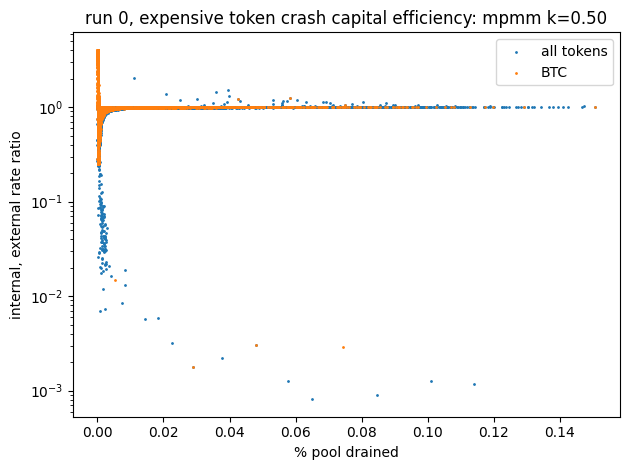 run 0, expensive token crash capital efficiency: mpmm k=0.50
all tokens
BTC
internal, external rate ratio
10⁰
10⁻¹
10⁻²
10⁻³
0.00 0.02 0.04 0.06 0.08 0.10 0.12 0.14
% pool drained